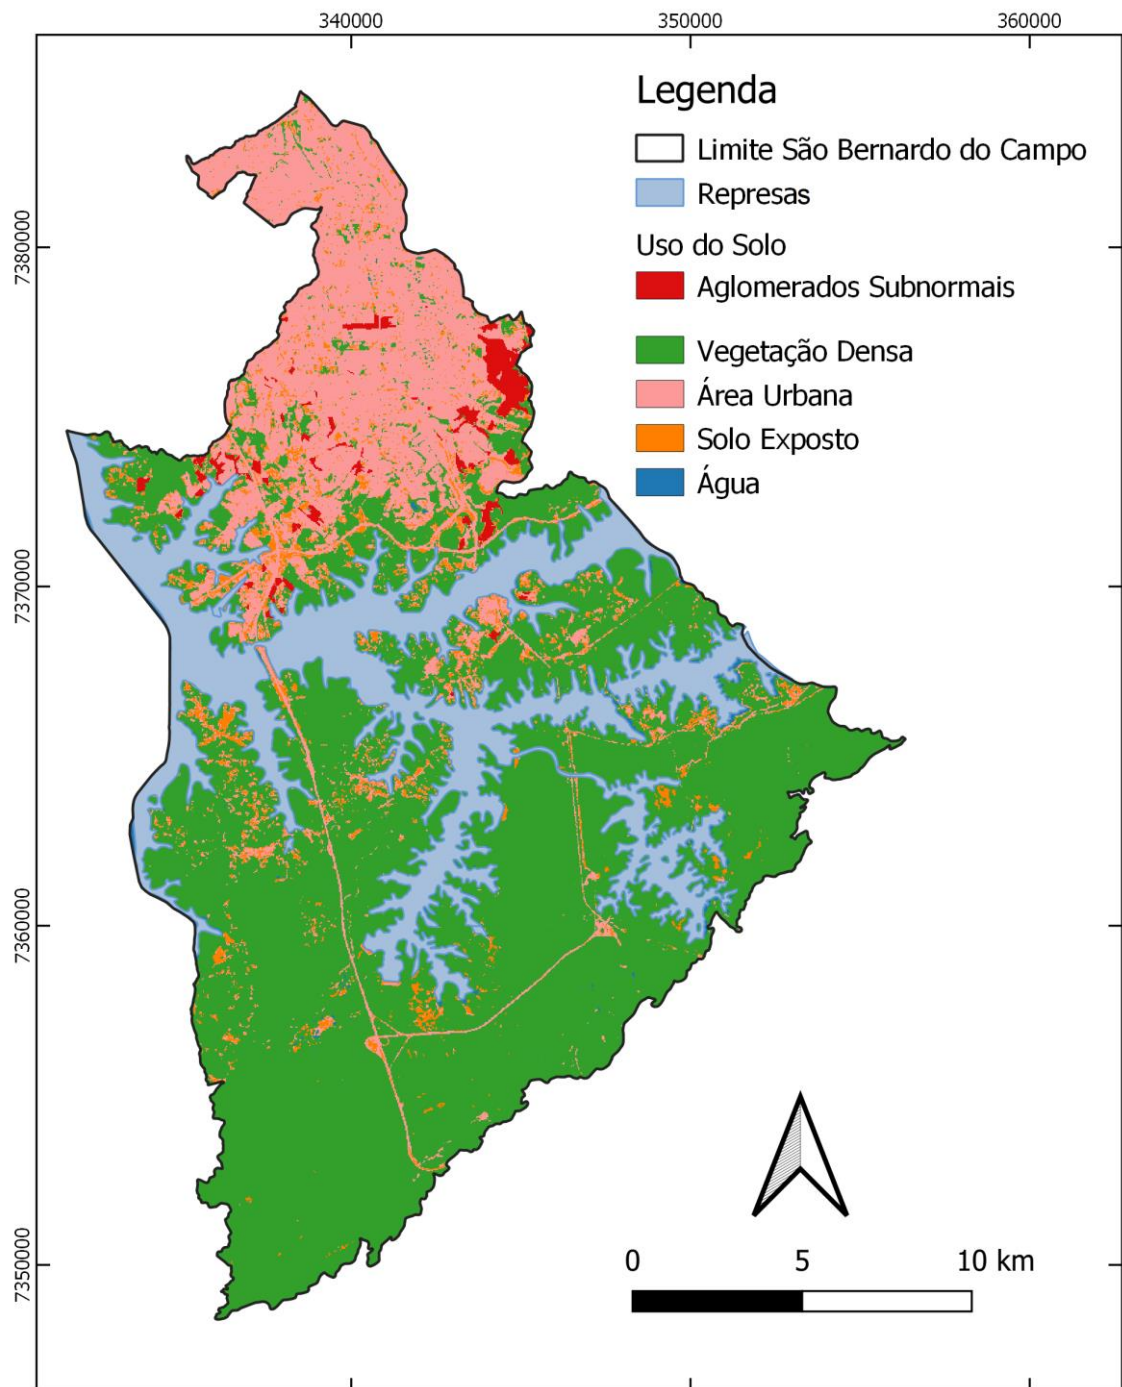 340000
350000
360000
Legenda
Limite São Bernardo do Campo
Represas
Uso do Solo
Aglomerados Subnormais
Vegetação Densa
Área Urbana
Solo Exposto
Água
7380000
7370000
7360000
7350000
0 5 10 km